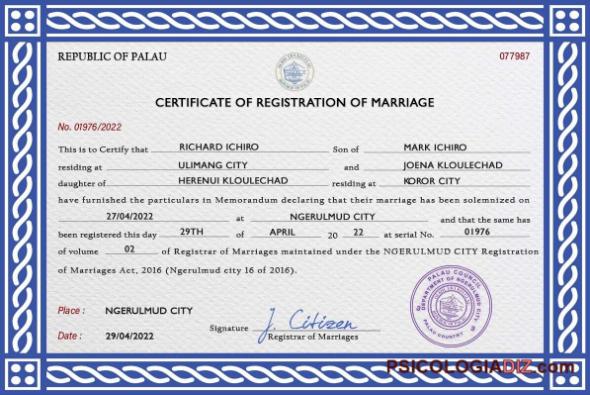 REPUBLIC OF PALAU
077987
CERTIFICATE OF REGISTRATION OF MARRIAGE
No. 01976/2022
This is to Certify that RICHARD ICHIRO Son of MARK ICHIRO
residing at ULIMANG CITY and JOENA KLOULECHAD
daughter of HERENUI KLOULECHAD residing at KOROR CITY
have furnished the particulars in Memorandum declaring that their marriage has been solemnized on
27/04/2022 at NGERULMUD CITY and that the same has
been registered this day 29TH of APRIL 20 22 at serial No. 01976
of volume 02 of Registrar of Marriages maintained under the NGERULMUD CITY Registration
of Marriages Act, 2016 (Ngerulmud city 16 of 2016).
Place : NGERULMUD CITY
Date : 29/04/2022
Signature J. Citizen
Registrar of Marriages
PALAU COUNCIL
DEPARTMENT OF NGERULMUD CITY
PALAU COUNTRY
PSICOLOGIADIZ.com